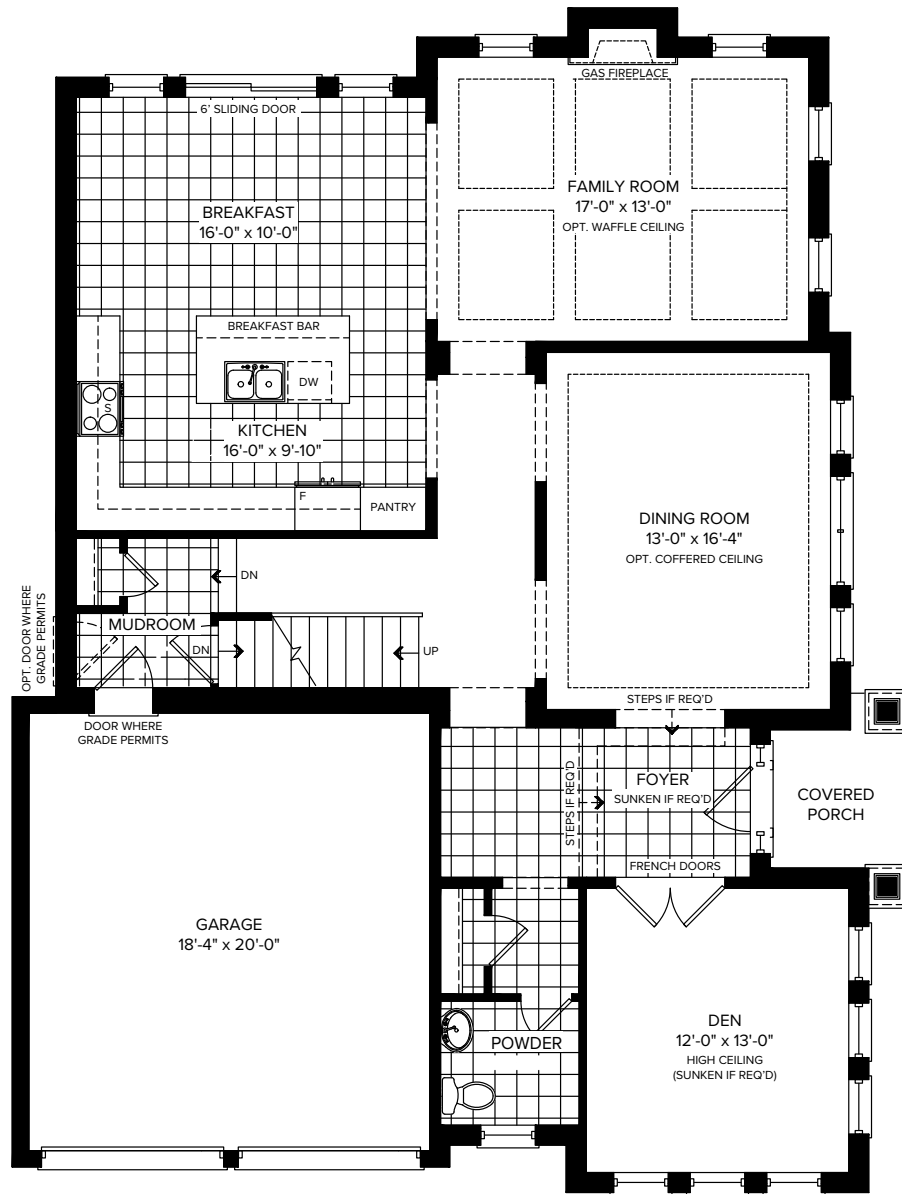 GAS FIREPLACE
6' SLIDING DOOR
FAMILY ROOM
17'-0" x 13'-0"
OPT. WAFFLE CEILING
BREAKFAST
16'-0" x 10'-0"
BREAKFAST BAR
DW
S
KITCHEN
16'-0" x 9'-10"
F
PANTRY
DINING ROOM
13'-0" x 16'-4"
OPT. COFFERED CEILING
DN
OPT. DOOR WHERE
GRADE PERMITS
MUDROOM
DN
UP
STEPS IF REQ'D
DOOR WHERE
GRADE PERMITS
STEPS IF REQ'D
FOYER
SUNKEN IF REQ'D
COVERED
PORCH
FRENCH DOORS
GARAGE
18'-4" x 20'-0"
POWDER
DEN
12'-0" x 13'-0"
HIGH CEILING
(SUNKEN IF REQ'D)